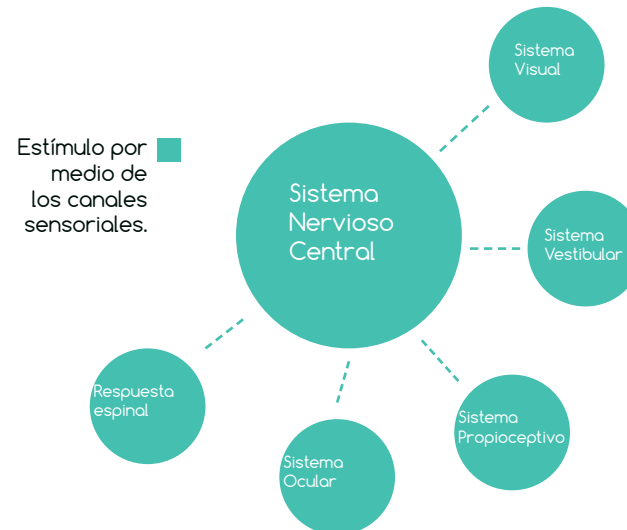 Sistema
Visual
Estímulo por
medio de
los canales
sensoriales.
Sistema
Nervioso
Central
Sistema
Vestibular
Respuesta
espinal
Sistema
Propioceptivo
Sistema
Ocular